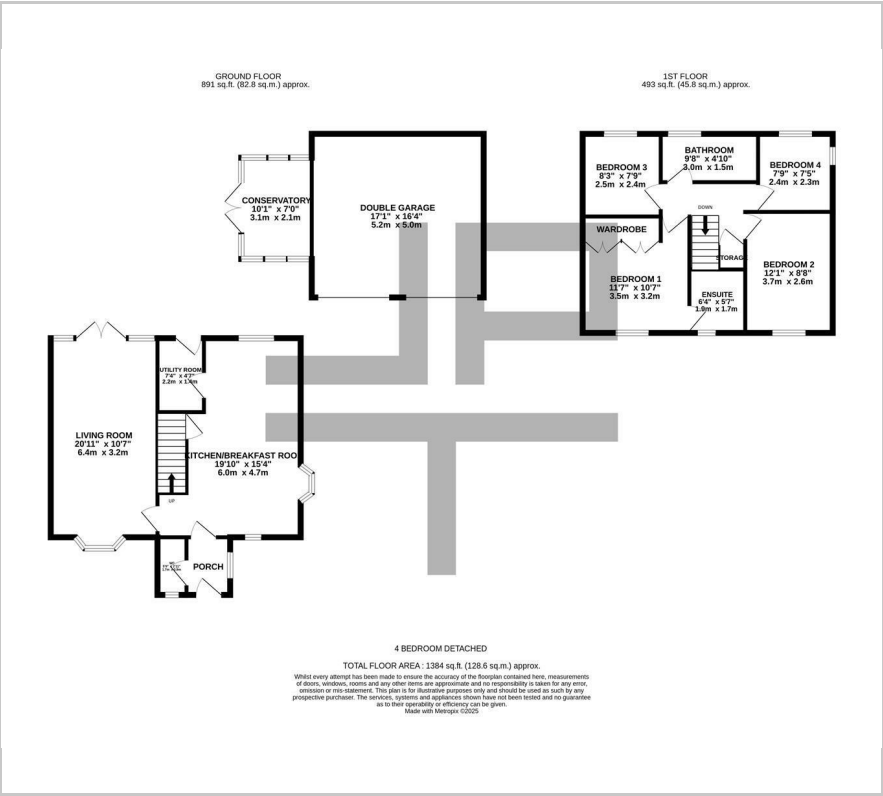 GROUND FLOOR
891 sq.ft. (82.8 sq.m.) approx.
1ST FLOOR
493 sq.ft. (45.8 sq.m.) approx.
CONSERVATORY
10'1" x 7'0"
3.1m x 2.1m
DOUBLE GARAGE
17'1" x 16'4"
5.2m x 5.0m
BEDROOM 3
8'3" x 7'9"
2.5m x 2.4m
BATHROOM
9'8" x 4'10"
3.0m x 1.5m
BEDROOM 4
7'9" x 7'5"
2.4m x 2.3m
DOWN
WARDROBE
STORAGE
BEDROOM 1
11'7" x 10'7"
3.5m x 3.2m
ENSUITE
6'4" x 5'7"
1.9m x 1.7m
BEDROOM 2
12'1" x 8'8"
3.7m x 2.6m
UTILITY ROOM
7'4" x 4'7"
2.2m x 1.4m
LIVING ROOM
20'11" x 10'7"
6.4m x 3.2m
KITCHEN/BREAKFAST ROO
19'10" x 15'4"
6.0m x 4.7m
UP
PORCH
4 BEDROOM DETACHED
TOTAL FLOOR AREA : 1384 sq.ft. (128.6 sq.m.) approx.
Whilst every attempt has been made to ensure the accuracy of the floorplan contained here, measurements
of doors, windows, rooms and any other items are approximate and no responsibility is taken for any error,
omission or mis-statement. This plan is for illustrative purposes only and should be used as such by any
prospective purchaser. The services, systems and appliances shown have not been tested and no guarantee
as to their operability or efficiency can be given.
Made with Metropix ©2025